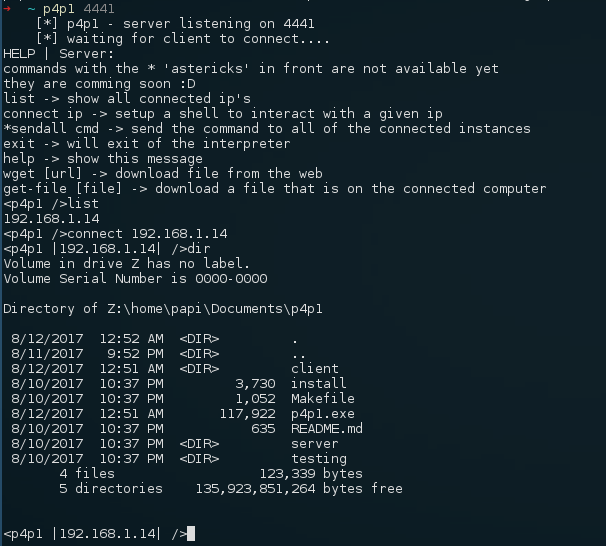 → ~ p4p1 4441
[*] p4p1 - server listening on 4441
[*] waiting for client to connect....
HELP | Server:
commands with the * 'astericks' in front are not available yet
they are comming soon :D
list -> show all connected ip's
connect ip -> setup a shell to interact with a given ip
*sendall cmd -> send the command to all of the connected instances
exit -> will exit of the interpreter
help -> show this message
wget [url] -> download file from the web
get-file [file] -> download a file that is on the connected computer
<p4p1 />list
192.168.1.14
<p4p1 />connect 192.168.1.14
<p4p1 |192.168.1.14| />dir
Volume in drive Z has no label.
Volume Serial Number is 0000-0000

Directory of Z:\home\papi\Documents\p4p1

8/12/2017  12:52 AM  <DIR>         .
8/11/2017   9:52 PM  <DIR>         ..
8/12/2017  12:51 AM  <DIR>         client
8/10/2017  10:37 PM         3,730  install
8/10/2017  10:37 PM         1,052  Makefile
8/12/2017  12:51 AM       117,922  p4p1.exe
8/10/2017  10:37 PM           635  README.md
8/10/2017  10:37 PM  <DIR>         server
8/10/2017  10:37 PM  <DIR>         testing
4 files                  123,339 bytes
5 directories    135,923,851,264 bytes free

<p4p1 |192.168.1.14| />